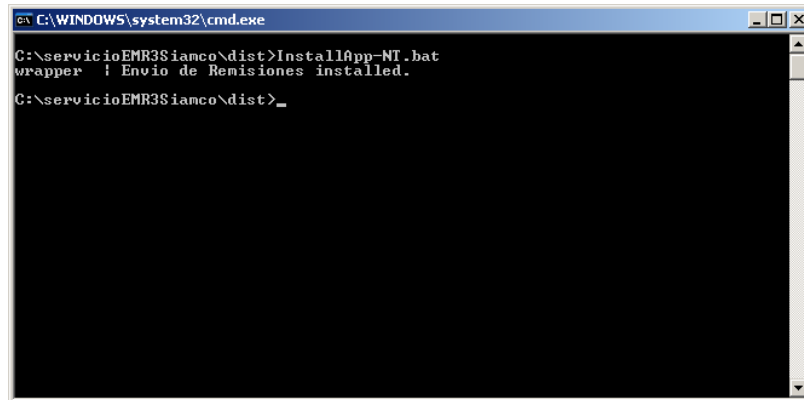 C:\WINDOWS\system32\cmd.exe
C:\servicioEMR3Siamco\dist>InstallApp-NT.bat
wrapper  ¦ Envio de Remisiones installed.
C:\servicioEMR3Siamco\dist>_